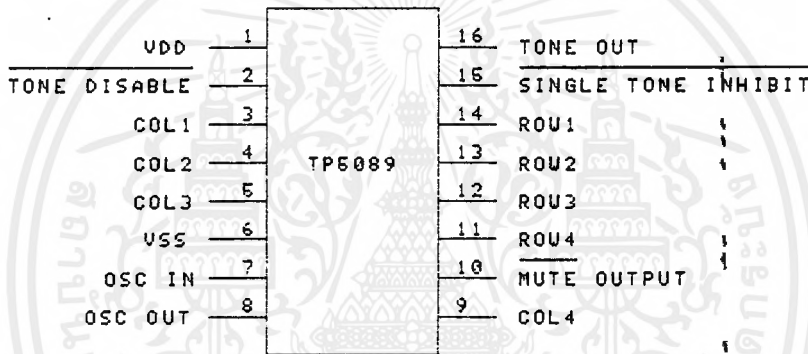 VDD 1 16 TONE OUT
TONE DISABLE 2 15 SINGLE TONE INHIBIT
COL1 3 14 ROW1
COL2 4 TP5089 13 ROW2
COL3 5 12 ROW3
VSS 6 11 ROW4
OSC IN 7 10 MUTE OUTPUT
OSC OUT 8 9 COL4